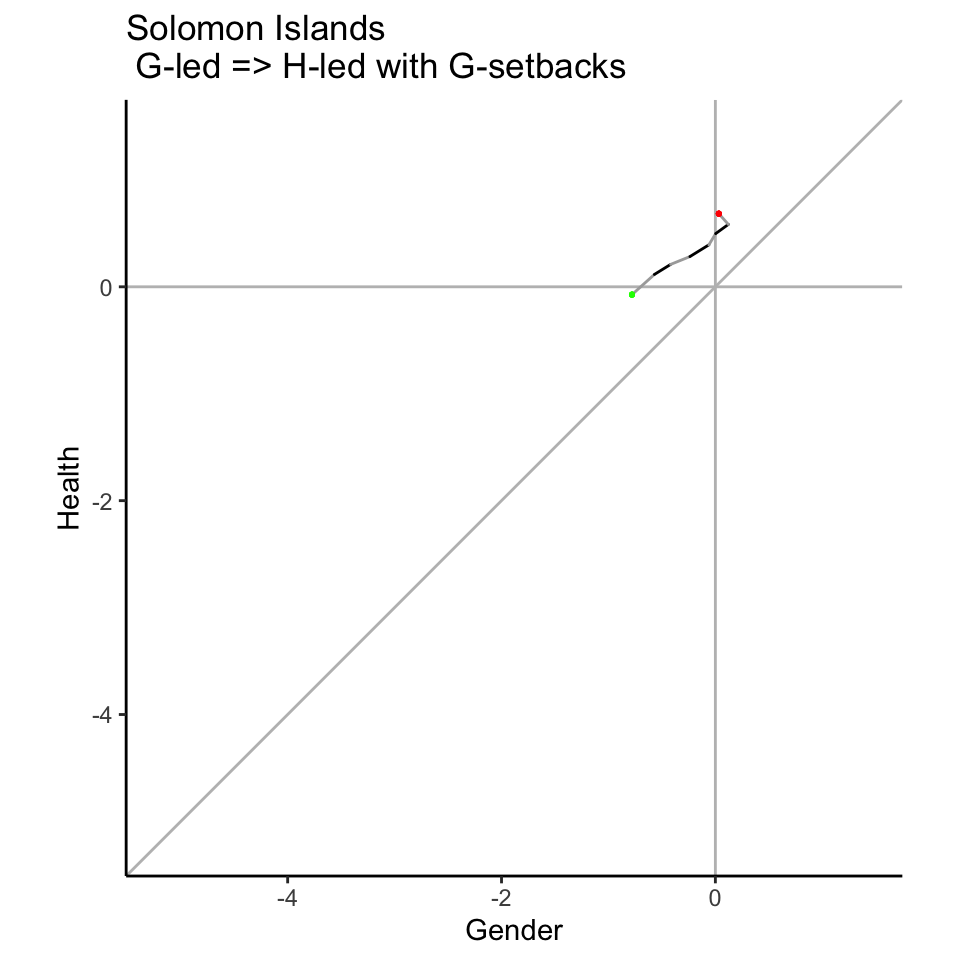 Solomon Islands
G-led => H-led with G-setbacks
0
-2
-4
Health
-4
-2
0
Gender